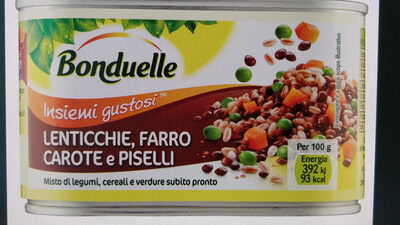 Bonduelle
Insiemi gustosi™
LENTICCHIE, FARRO
CAROTE e PISELLI
Misto di legumi, cereali e verdure subito pronto
Per 100 g
Energia
392 kJ
93 kcal